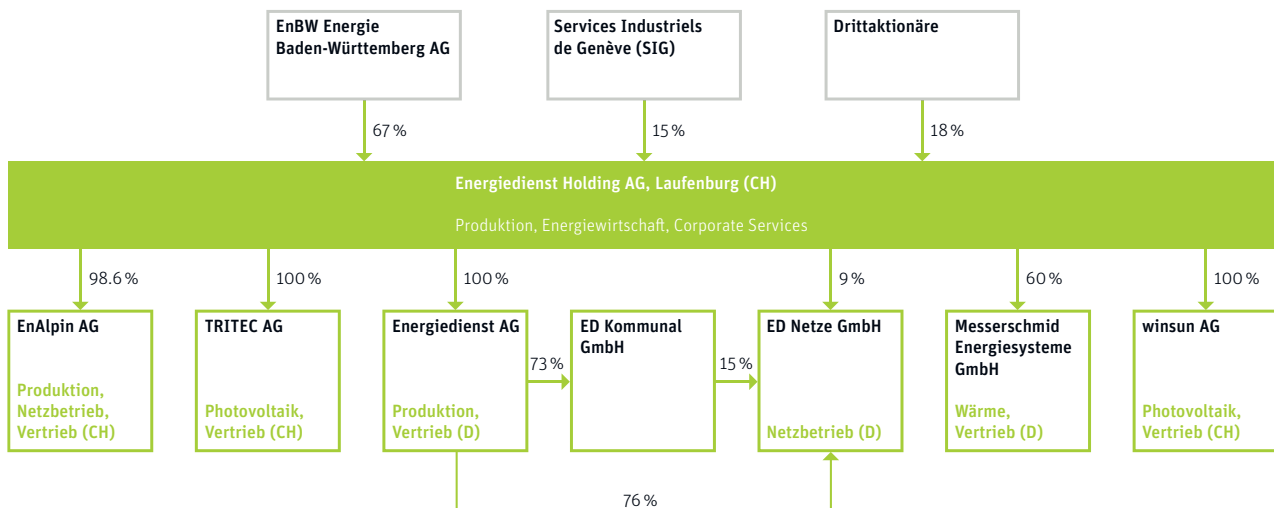 EnBW Energie
Baden-Württemberg AG
Services Industriels
de Genève (SIG)
Drittaktionäre
67 %
15 %
18 %
Energiedienst Holding AG, Laufenburg (CH)
Produktion, Energiewirtschaft, Corporate Services
98.6 %
100 %
100 %
9 %
60 %
100 %
EnAlpin AG
Produktion,
Netzbetrieb,
Vertrieb (CH)
TRITEC AG
Photovoltaik,
Vertrieb (CH)
Energiedienst AG
Produktion,
Vertrieb (D)
73 %
ED Kommunal
GmbH
15 %
ED Netze GmbH
Netzbetrieb (D)
Messerschmid
Energiesysteme
GmbH
Wärme,
Vertrieb (D)
winsun AG
Photovoltaik,
Vertrieb (CH)
76 %